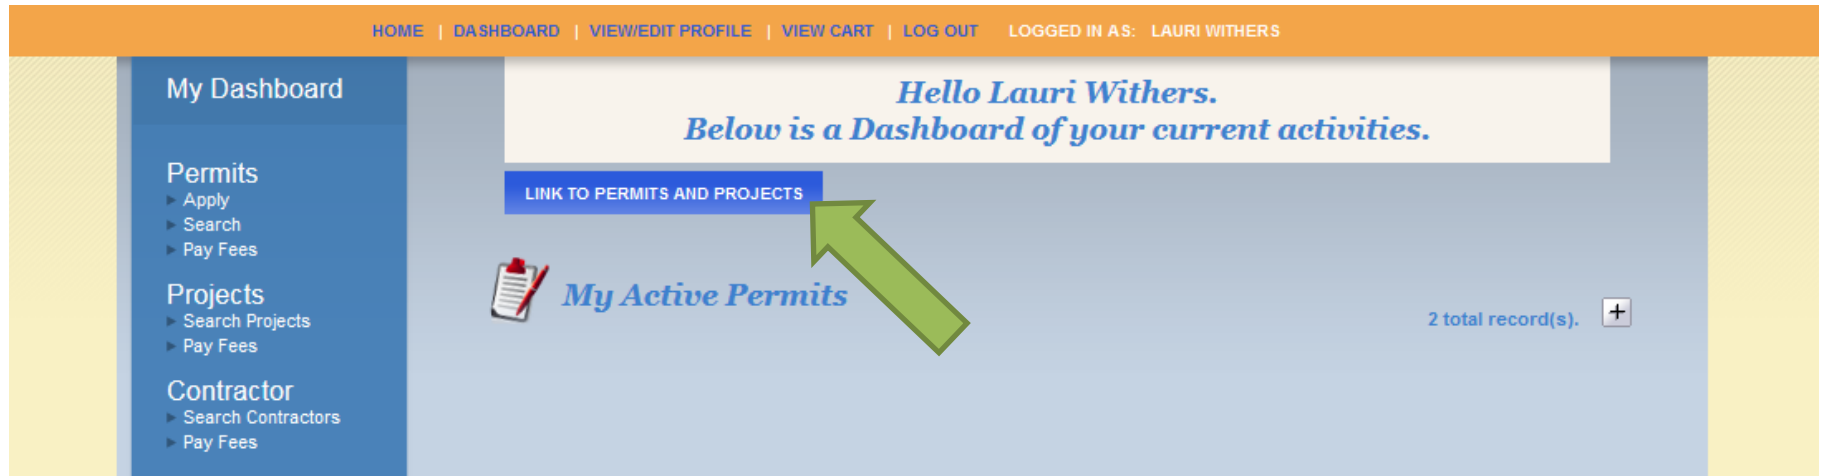 HOME | DASHBOARD | VIEW/EDIT PROFILE | VIEW CART | LOG OUT LOGGED IN AS: LAURI WITHERS
My Dashboard
Permits
Apply
Search
Pay Fees
Projects
Search Projects
Pay Fees
Contractor
Search Contractors
Pay Fees
Hello Lauri Withers.
Below is a Dashboard of your current activities.
LINK TO PERMITS AND PROJECTS
My Active Permits
2 total record(s). +